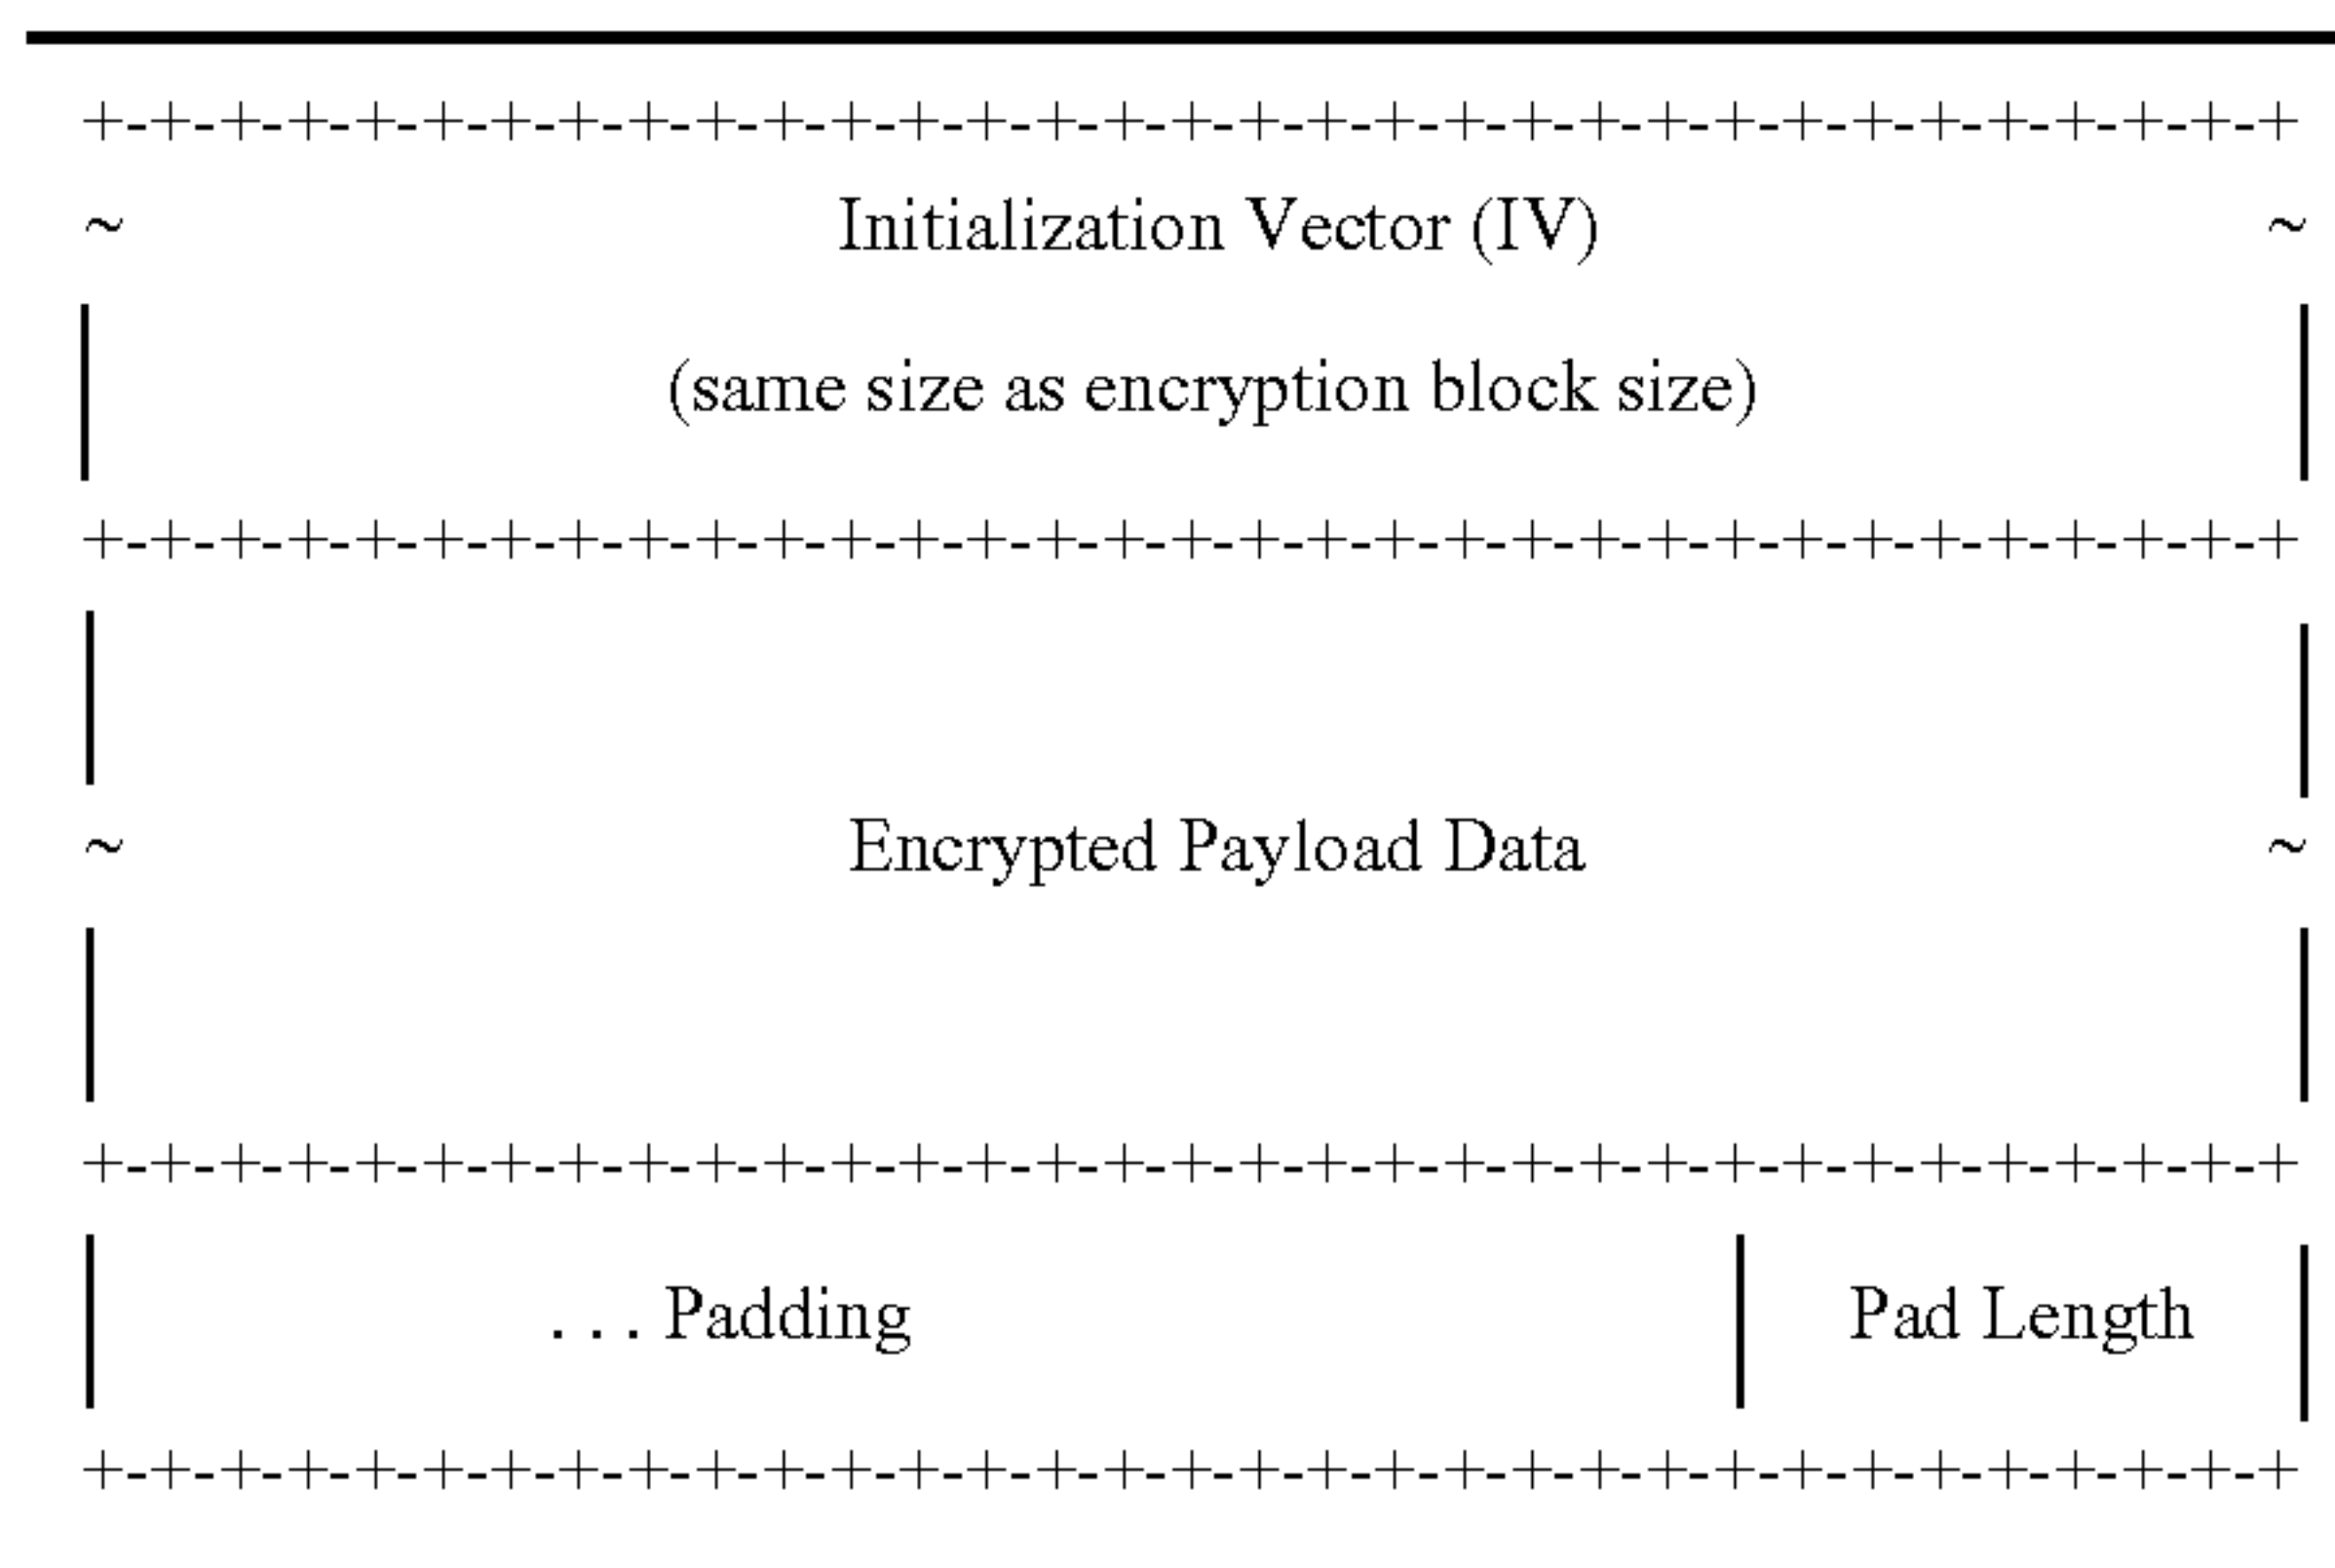 +-+-+-+-+-+-+-+-+-+-+-+-+-+-+-+-+-+-+-+-+-+-+-+-+-+-+-+-+-+-+-+-+
~ Initialization Vector (IV) ~
| (same size as encryption block size) |
+-+-+-+-+-+-+-+-+-+-+-+-+-+-+-+-+-+-+-+-+-+-+-+-+-+-+-+-+-+-+-+-+
| |
~ Encrypted Payload Data ~
| |
+-+-+-+-+-+-+-+-+-+-+-+-+-+-+-+-+-+-+-+-+-+-+-+-+-+-+-+-+-+-+-+-+
| . . . Padding | Pad Length |
+-+-+-+-+-+-+-+-+-+-+-+-+-+-+-+-+-+-+-+-+-+-+-+-+-+-+-+-+-+-+-+-+